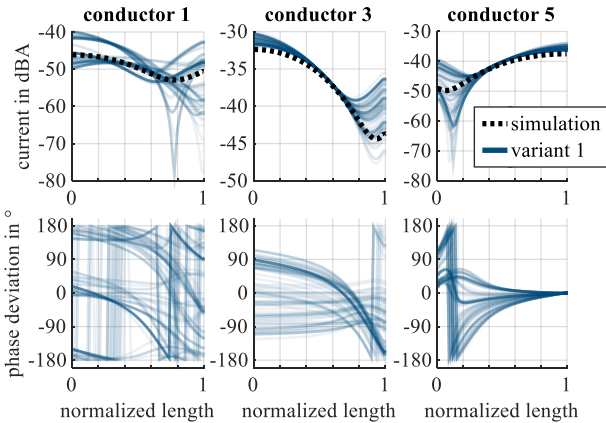 conductor 1 conductor 3 conductor 5
current in dBA
-40 -50 -60 -70 -80
0 1
-30 -35 -40 -45 -50
0 1
-30 -40 -50 -60 -70 -80
0 1
simulation
variant 1
phase deviation in °
180 90 0 -90 -180
0 1
180 90 0 -90 -180
0 1
180 90 0 -90 -180
0 1
normalized length normalized length normalized length